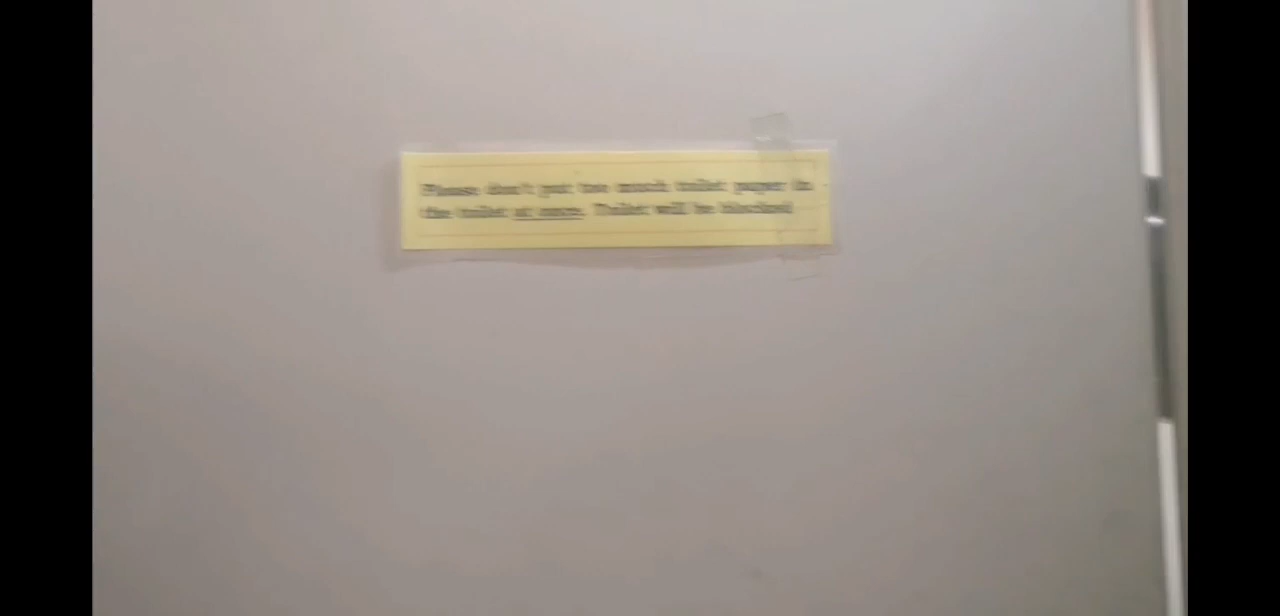 Please don't put too much toilet paper in
the toilet at once. Toilet will be blocked